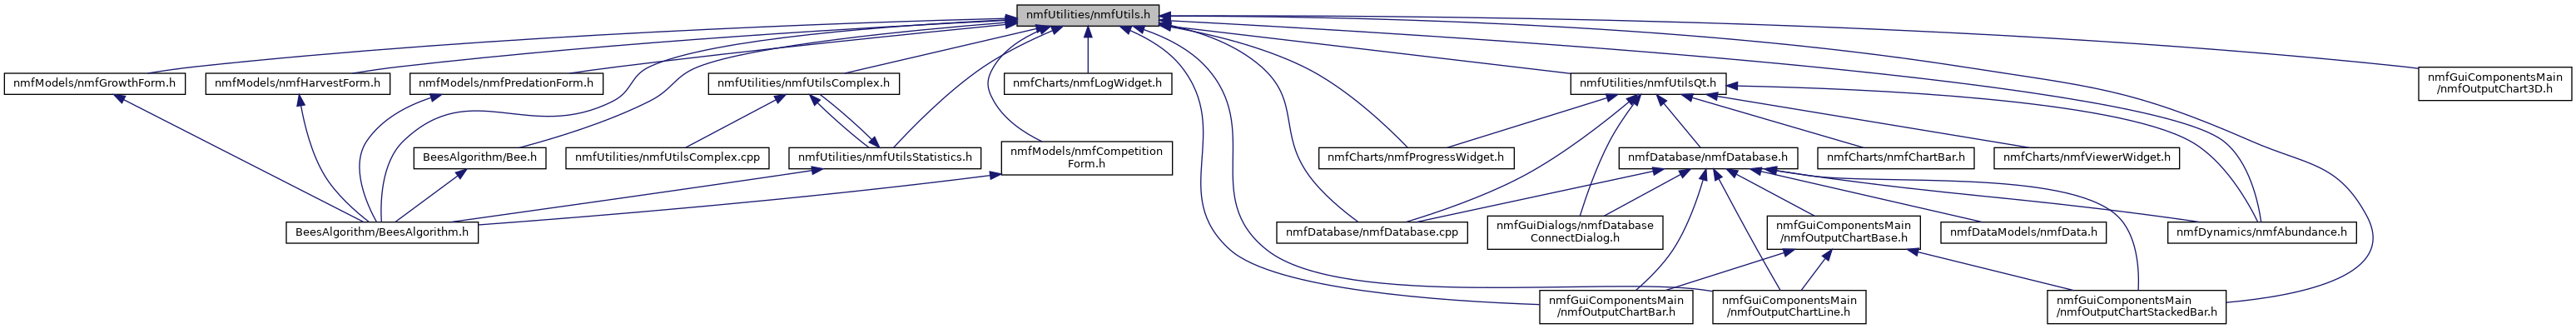 nmfUtilities/nmfUtils.h
nmfModels/nmfGrowthForm.h
nmfModels/nmfHarvestForm.h
nmfModels/nmfPredationForm.h
nmfUtilities/nmfUtilsComplex.h
nmfCharts/nmfLogWidget.h
nmfUtilities/nmfUtilsQt.h
nmfGuiComponentsMain
/nmfOutputChart3D.h
BeesAlgorithm/Bee.h
nmfUtilities/nmfUtilsComplex.cpp
nmfUtilities/nmfUtilsStatistics.h
nmfModels/nmfCompetition
Form.h
nmfCharts/nmfProgressWidget.h
nmfDatabase/nmfDatabase.h
nmfCharts/nmfChartBar.h
nmfCharts/nmfViewerWidget.h
BeesAlgorithm/BeesAlgorithm.h
nmfDatabase/nmfDatabase.cpp
nmfGuiDialogs/nmfDatabase
ConnectDialog.h
nmfGuiComponentsMain
/nmfOutputChartBase.h
nmfDataModels/nmfData.h
nmfDynamics/nmfAbundance.h
nmfGuiComponentsMain
/nmfOutputChartBar.h
nmfGuiComponentsMain
/nmfOutputChartLine.h
nmfGuiComponentsMain
/nmfOutputChartStackedBar.h